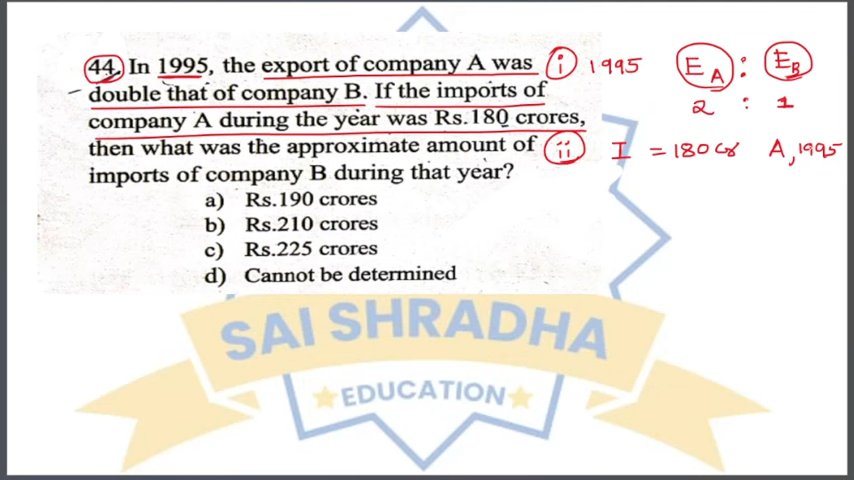 44. In 1995, the export of company A was
double that of company B. If the imports of
company A during the year was Rs.180 crores,
then what was the approximate amount of
imports of company B during that year?
a) Rs.190 crores
b) Rs.210 crores
c) Rs.225 crores
d) Cannot be determined
i 1995 EA : EB
2 : 1
ii I = 180 cr A, 1995
SAI SHRADHA
EDUCATION